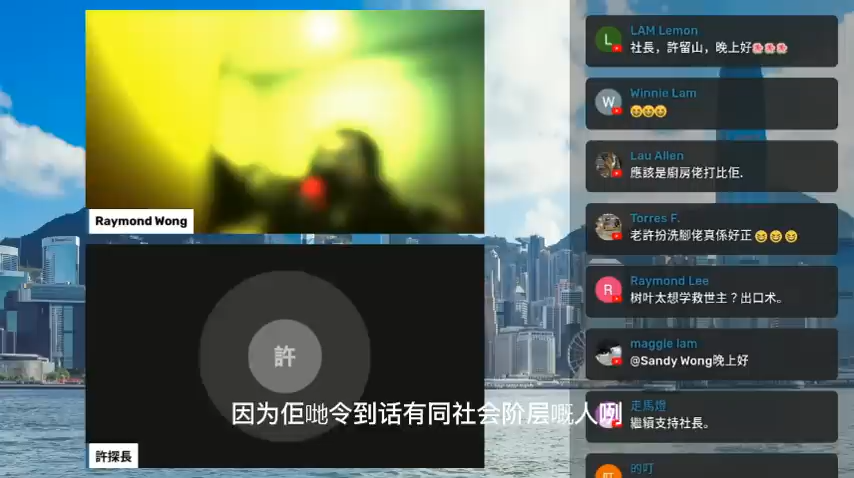 Raymond Wong
許
許探長
因为佢哋令到话有同社会阶层嘅人咧
LAM Lemon
社長，許留山，晚上好
W
Winnie Lam
L
Lau Allen
應該是廚房佬打比佢.
Torres F.
老許扮洗腳佬真係好正
R
Raymond Lee
树叶太想学救世主？出口术。
maggie lam
@Sandy Wong晚上好
走馬燈
繼續支持社長。
的叮